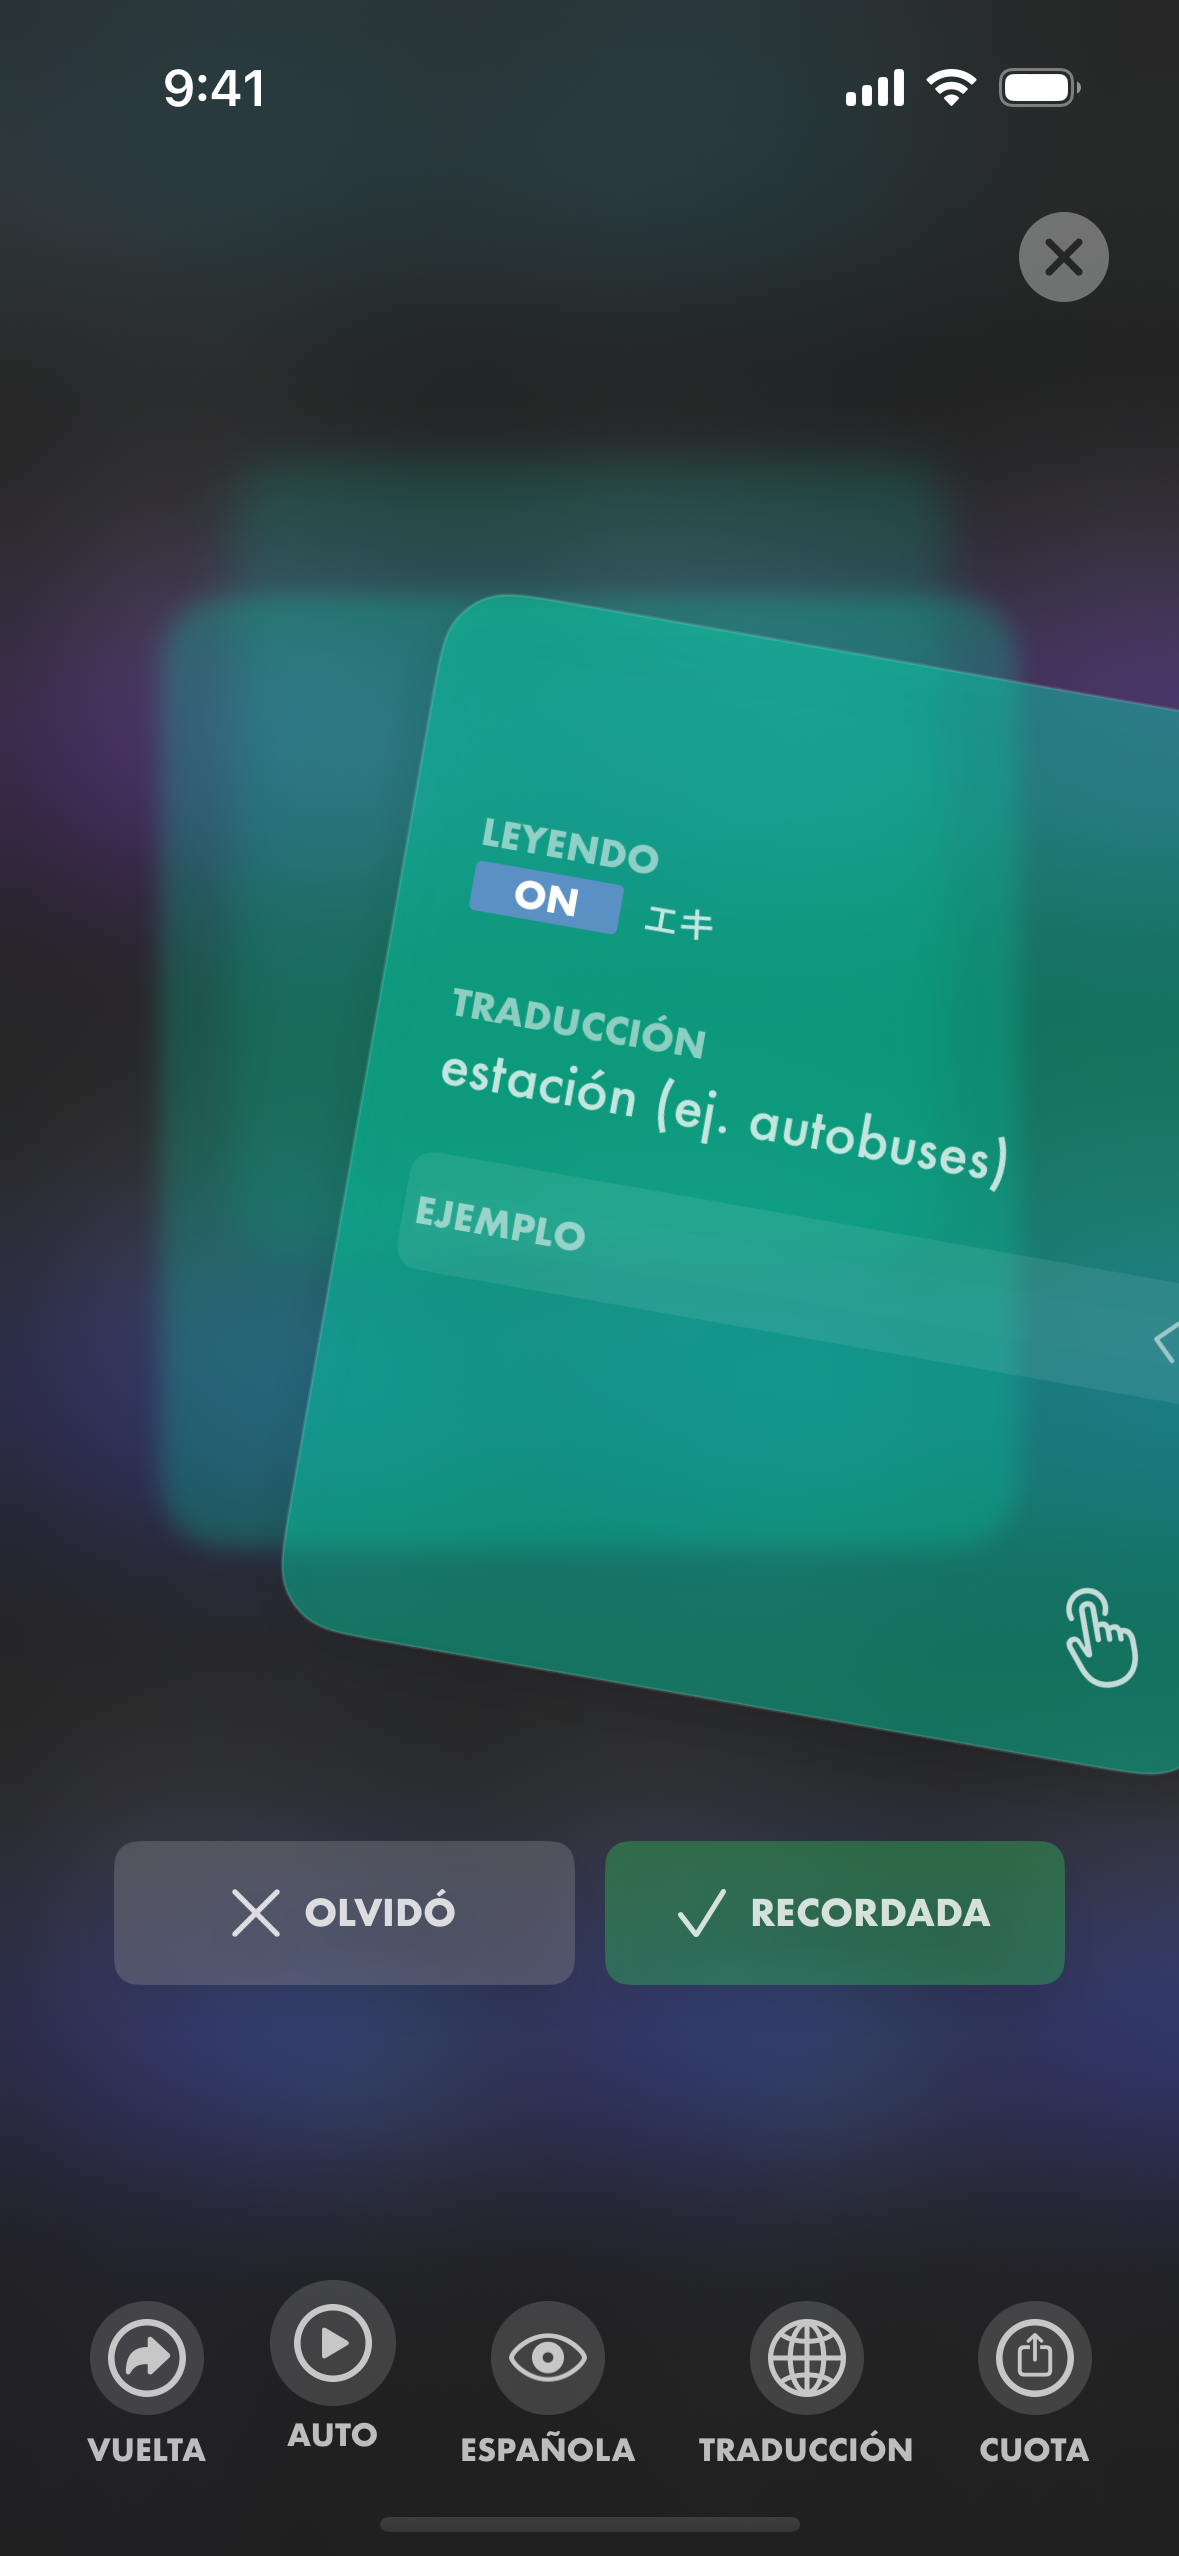 9:41
LEYENDO
ON エキ
TRADUCCIÓN
estación (ej. autobuses)
EJEMPLO
OLVIDÓ
RECORDADA
VUELTA
AUTO
ESPAÑOLA
TRADUCCIÓN
CUOTA